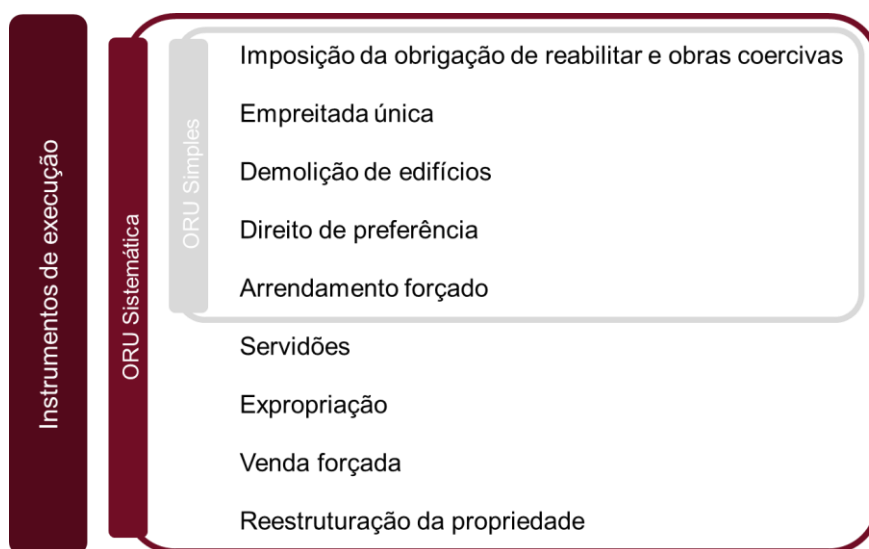 Instrumentos de execução
ORU Sistemática
ORU Simples
Imposição da obrigação de reabilitar e obras coercivas
Empreitada única
Demolição de edifícios
Direito de preferência
Arrendamento forçado
Servidões
Expropriação
Venda forçada
Reestruturação da propriedade